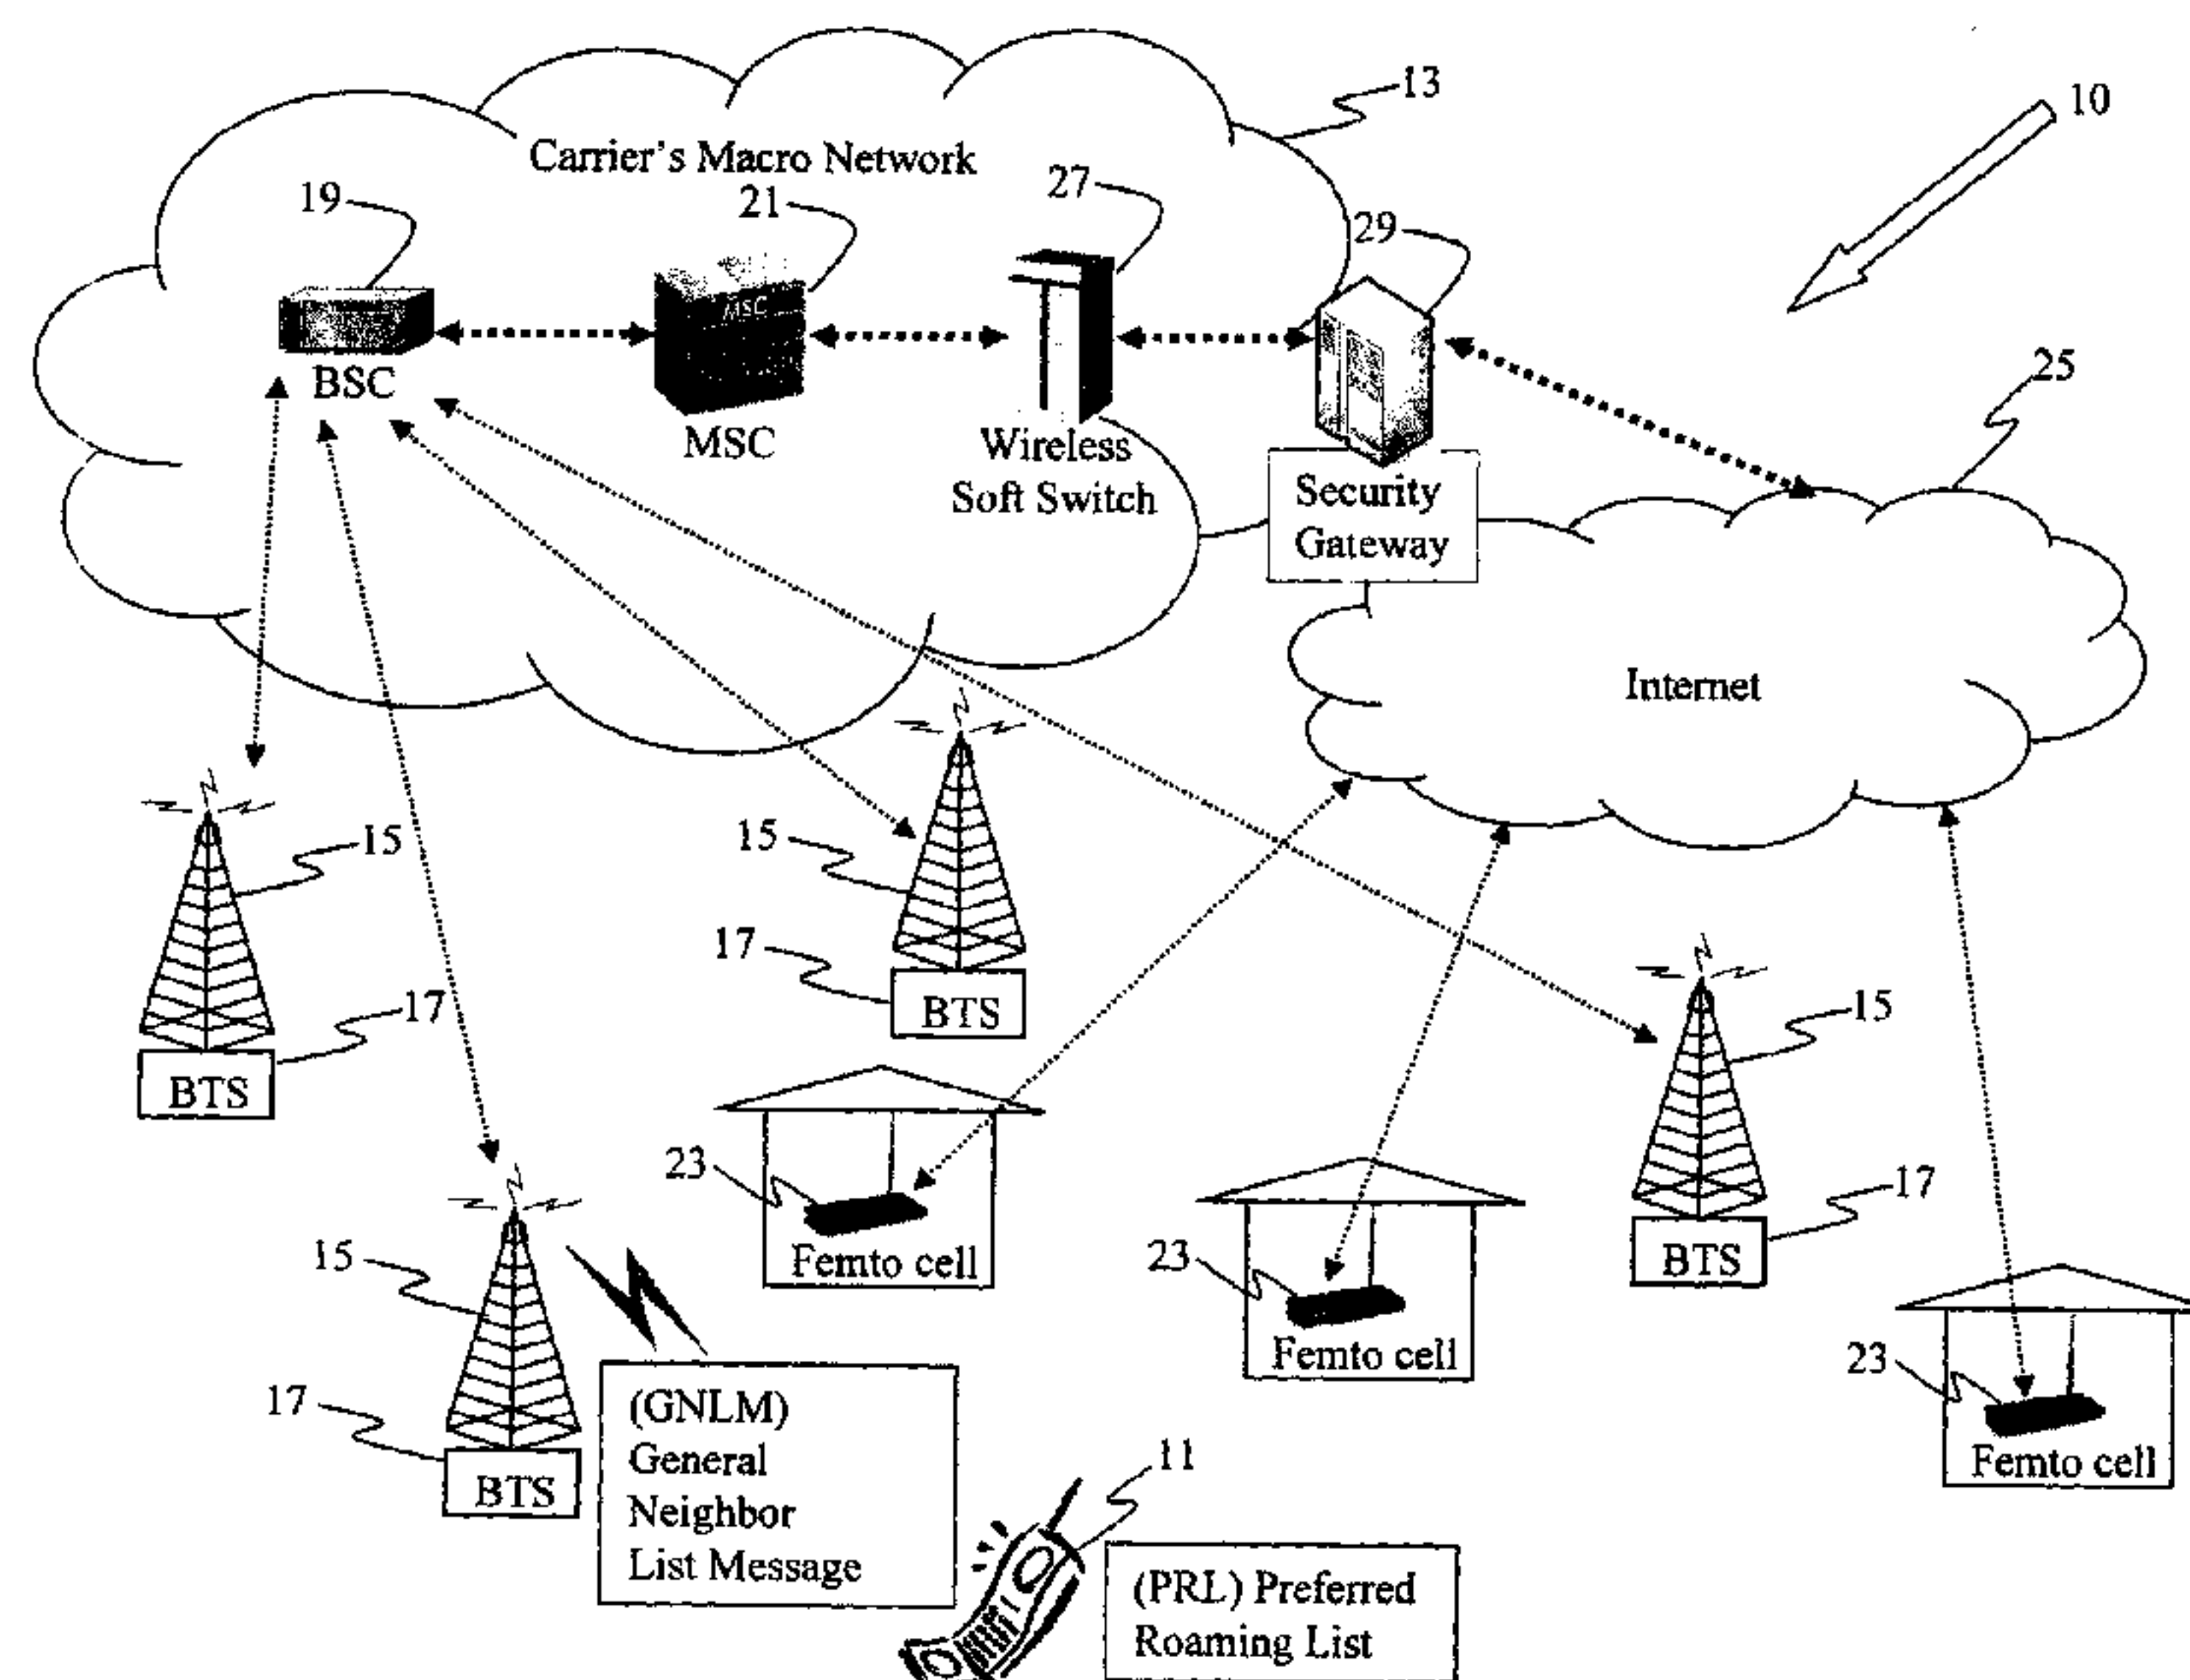 13
10
Carrier's Macro Network
19
21
27
29
MSC
BSC
MSC
Wireless
Soft Switch
Security
Gateway
25
Internet
15
17
BTS
15
17
BTS
15
17
BTS
23
Femto cell
23
Femto cell
23
Femto cell
15
17
BTS
(GNLM)
General
Neighbor
List Message
11
(PRL) Preferred
Roaming List